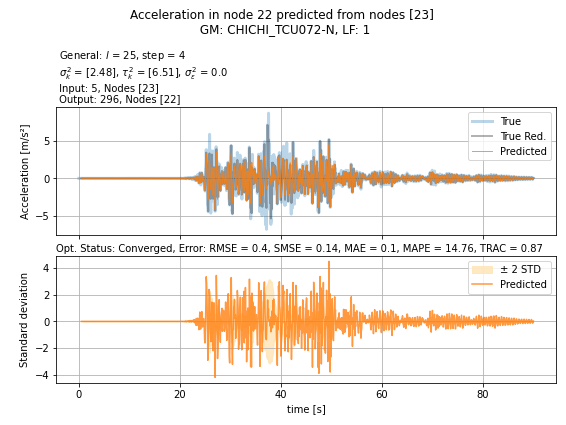 Acceleration in node 22 predicted from nodes [23]
GM: CHICHI_TCU072-N, LF: 1
General: l = 25, step = 4
σ²ₖ = [2.48], τ²ₖ = [6.51], σ²ε = 0.0
Input: 5, Nodes [23]
Output: 296, Nodes [22]
Acceleration [m/s²]
5
0
−5
True
True Red.
Predicted
Opt. Status: Converged, Error: RMSE = 0.4, SMSE = 0.14, MAE = 0.1, MAPE = 14.76, TRAC = 0.87
Standard deviation
4
2
0
−2
−4
± 2 STD
Predicted
0 20 40 60 80
time [s]